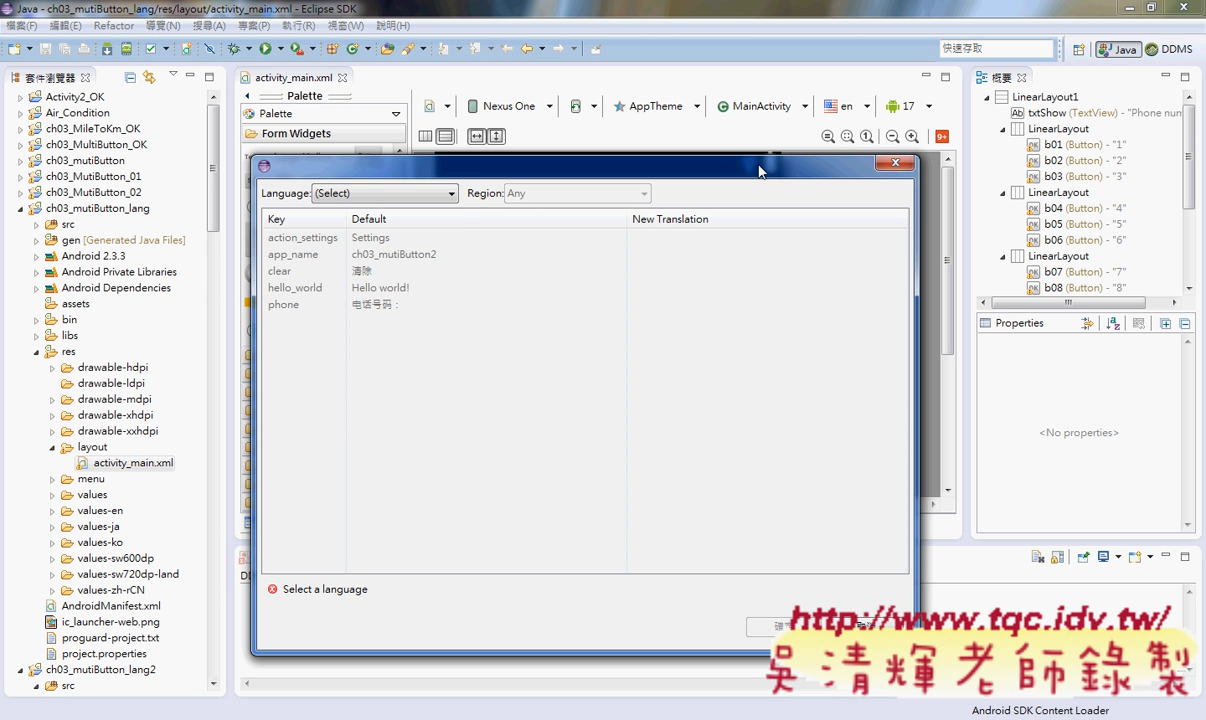 Java - ch03_mutiButton_lang/res/layout/activity_main.xml - Eclipse SDK
檔案(F) 編輯(E) Refactor 導覽(N) 搜尋(A) 專案(P) 執行(R) 視窗(W) 說明(H)
快速存取 Java DDMS
套件瀏覽器
Activity2_OK
Air_Condition
ch03_MileToKm_OK
ch03_MultiButton_OK
ch03_mutiButton
ch03_MutiButton_01
ch03_MutiButton_02
ch03_mutiButton_lang
src
gen [Generated Java Files]
Android 2.3.3
Android Private Libraries
Android Dependencies
assets
bin
libs
res
drawable-hdpi
drawable-ldpi
drawable-mdpi
drawable-xhdpi
drawable-xxhdpi
layout
activity_main.xml
menu
values
values-en
values-ja
values-ko
values-sw600dp
values-sw720dp-land
values-zh-rCN
AndroidManifest.xml
ic_launcher-web.png
proguard-project.txt
project.properties
ch03_mutiButton_lang2
src
activity_main.xml
Palette
Palette
Form Widgets
Nexus One AppTheme MainActivity en 17
9+
Language: (Select) Region: Any
Key Default New Translation
action_settings Settings
app_name ch03_mutiButton2
clear 清除
hello_world Hello world!
phone 电话号码：
Select a language
概要
LinearLayout1
txtShow (TextView) - "Phone num
LinearLayout
b01 (Button) - "1"
b02 (Button) - "2"
b03 (Button) - "3"
LinearLayout
b04 (Button) - "4"
b05 (Button) - "5"
b06 (Button) - "6"
LinearLayout
b07 (Button) - "7"
b08 (Button) - "8"
Properties
<No properties>
http://www.tqc.idv.tw/
吳清輝老師錄製
Android SDK Content Loader